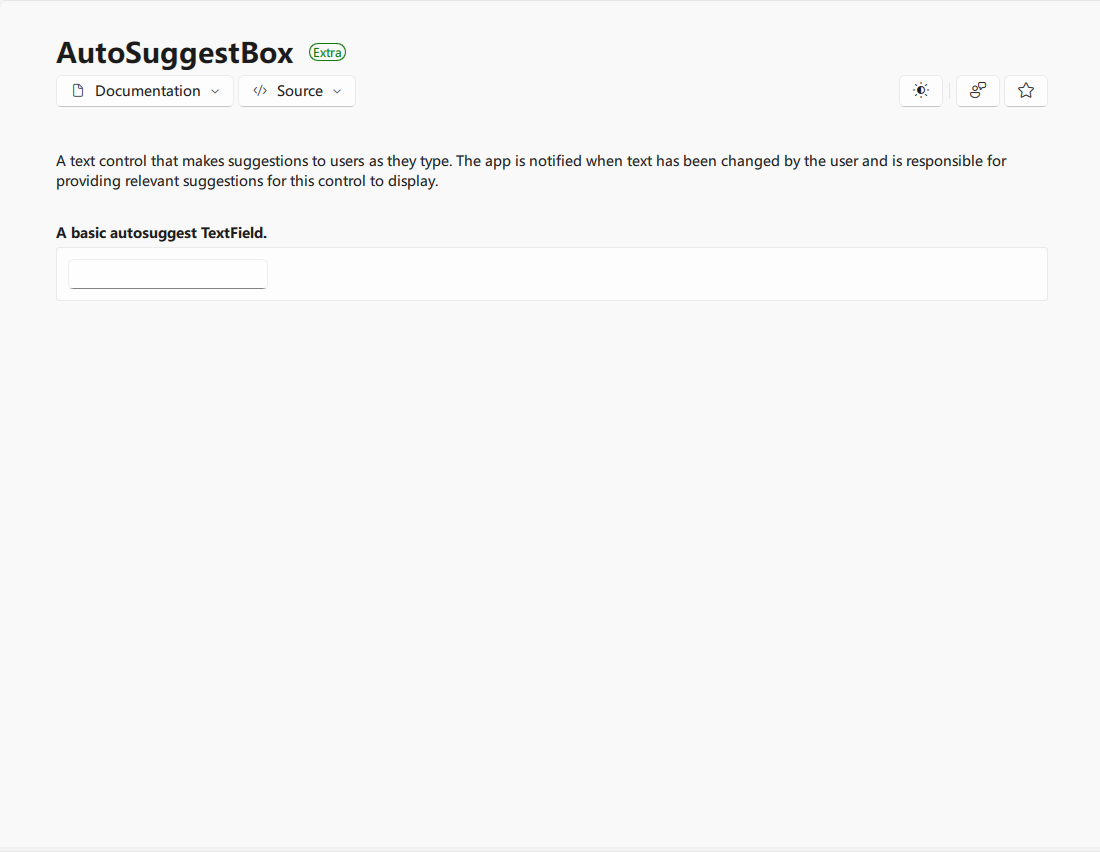 AutoSuggestBox Extra
Documentation Source
A text control that makes suggestions to users as they type. The app is notified when text has been changed by the user and is responsible for
providing relevant suggestions for this control to display.
A basic autosuggest TextField.